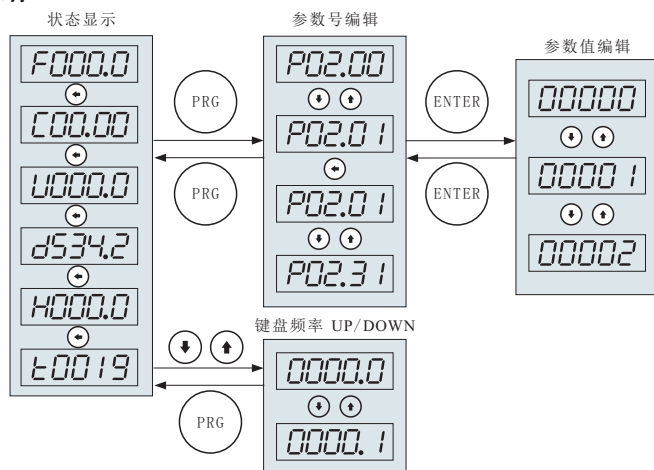 状态显示
F000.0
C00.00
U000.0
d534.2
H000.0
t0019
PRG
PRG
参数号编辑
P02.00
P02.01
P02.01
P02.31
ENTER
ENTER
参数值编辑
00000
00001
00002
键盘频率 UP/DOWN
PRG
0000.0
0000.1